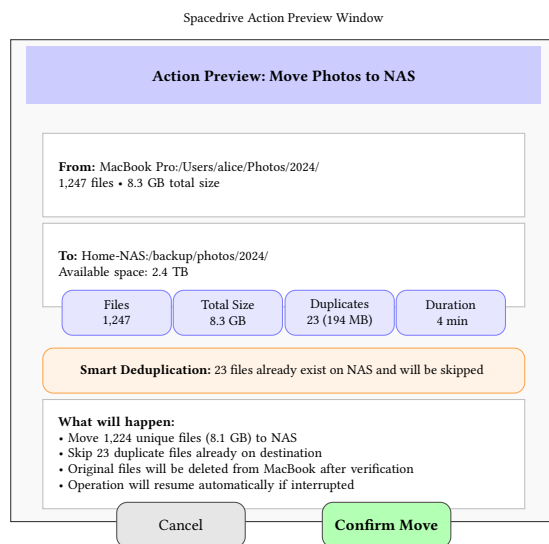 Spacedrive Action Preview Window
Action Preview: Move Photos to NAS
From: MacBook Pro:/Users/alice/Photos/2024/
1,247 files • 8.3 GB total size
To: Home-NAS:/backup/photos/2024/
Available space: 2.4 TB
Files
1,247
Total Size
8.3 GB
Duplicates
23 (194 MB)
Duration
4 min
Smart Deduplication: 23 files already exist on NAS and will be skipped
What will happen:
• Move 1,224 unique files (8.1 GB) to NAS
• Skip 23 duplicate files already on destination
• Original files will be deleted from MacBook after verification
• Operation will resume automatically if interrupted
Cancel
Confirm Move